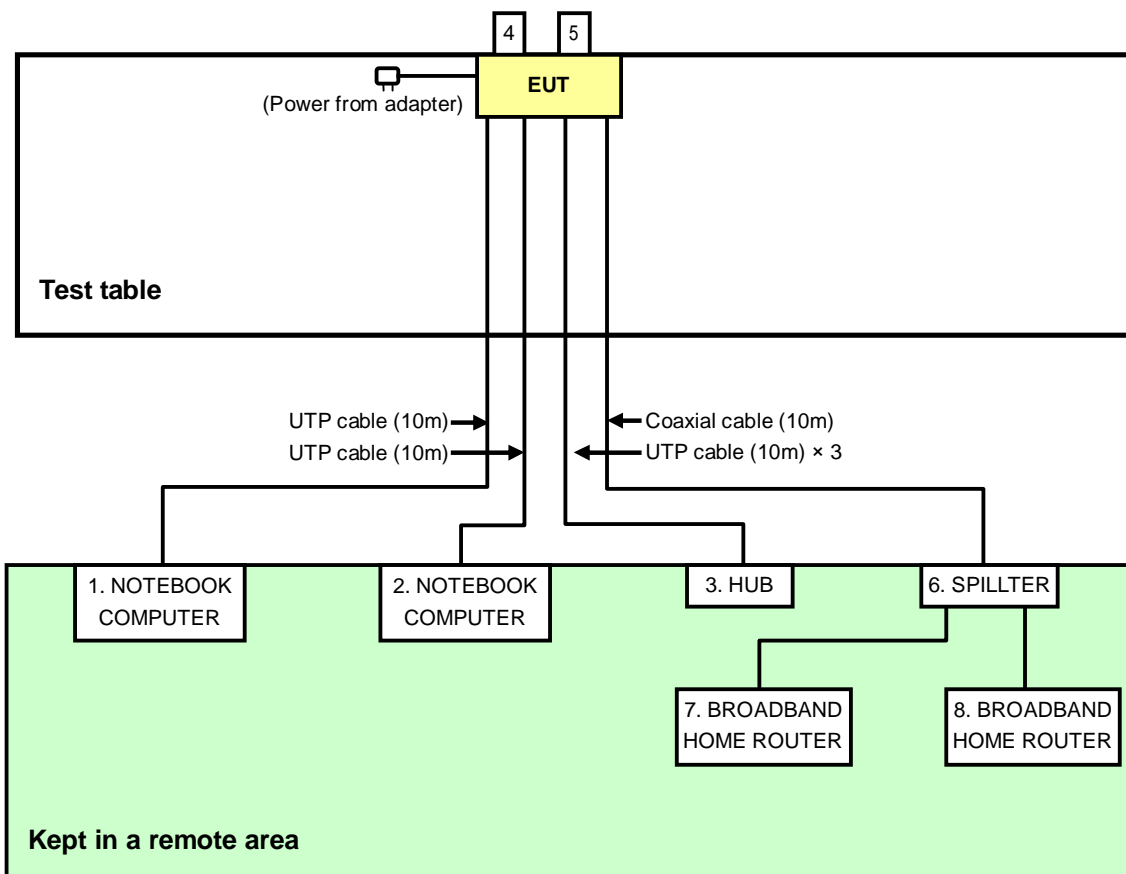 4
5
EUT
(Power from adapter)
Test table
UTP cable (10m)
Coaxial cable (10m)
UTP cable (10m)
UTP cable (10m) × 3
1. NOTEBOOK
COMPUTER
2. NOTEBOOK
COMPUTER
3. HUB
6. SPILLTER
7. BROADBAND
HOME ROUTER
8. BROADBAND
HOME ROUTER
Kept in a remote area